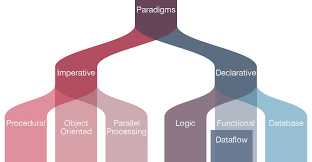 Paradigms
Imperative
Declarative
Procedural
Object
Oriented
Parallel
Processing
Logic
Functional
Database
Dataflow